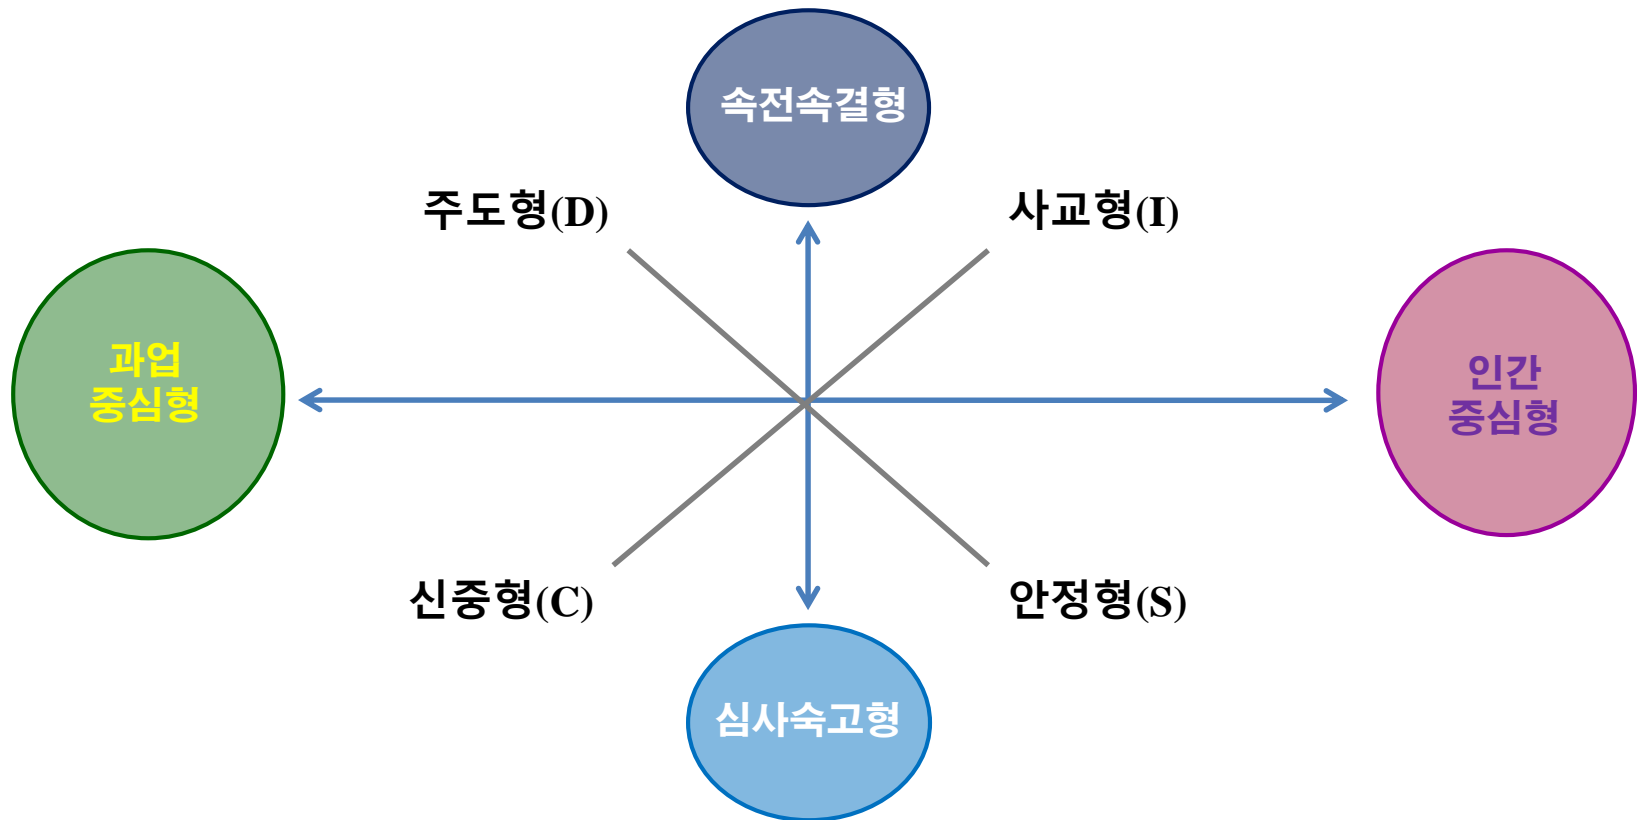 속전속결형
주도형(D)
사교형(I)
과업
중심형
인간
중심형
신중형(C)
안정형(S)
심사숙고형